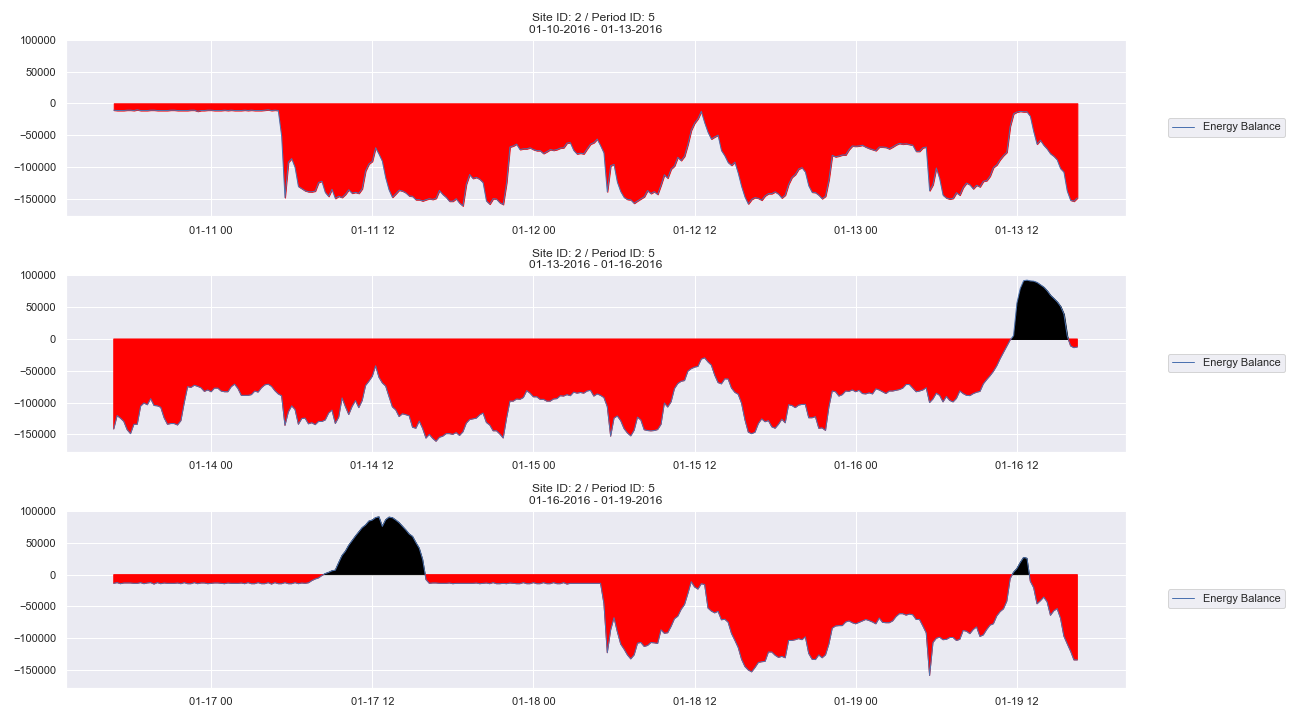 Site ID: 2 / Period ID: 5
01-10-2016 - 01-13-2016
100000
50000
0
−50000
−100000
−150000
01-11 00 01-11 12 01-12 00 01-12 12 01-13 00 01-13 12
Energy Balance
Site ID: 2 / Period ID: 5
01-13-2016 - 01-16-2016
100000
50000
0
−50000
−100000
−150000
01-14 00 01-14 12 01-15 00 01-15 12 01-16 00 01-16 12
Energy Balance
Site ID: 2 / Period ID: 5
01-16-2016 - 01-19-2016
100000
50000
0
−50000
−100000
−150000
01-17 00 01-17 12 01-18 00 01-18 12 01-19 00 01-19 12
Energy Balance